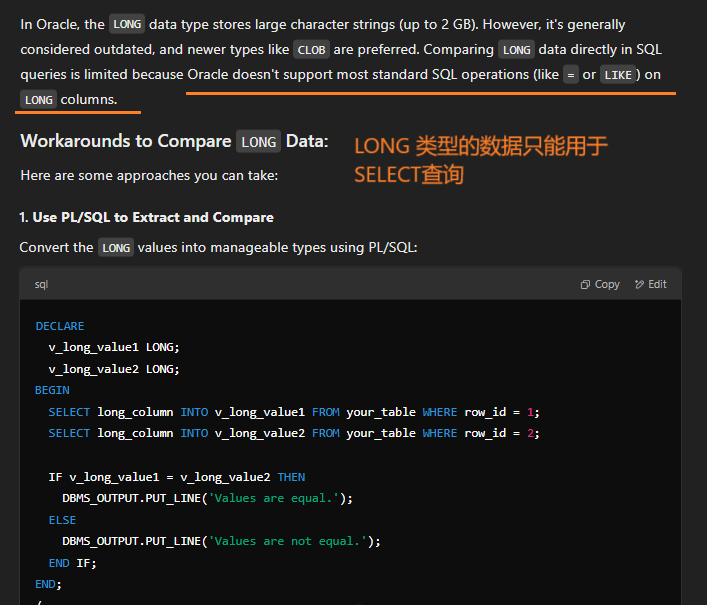 In Oracle, the LONG data type stores large character strings (up to 2 GB). However, it's generally
considered outdated, and newer types like CLOB are preferred. Comparing LONG data directly in SQL
queries is limited because Oracle doesn't support most standard SQL operations (like = or LIKE) on
LONG columns.
Workarounds to Compare LONG Data:
LONG 类型的数据只能用于
SELECT查询
Here are some approaches you can take:
1. Use PL/SQL to Extract and Compare
Convert the LONG values into manageable types using PL/SQL:
sql
Copy
Edit
DECLARE
  v_long_value1 LONG;
  v_long_value2 LONG;
BEGIN
  SELECT long_column INTO v_long_value1 FROM your_table WHERE row_id = 1;
  SELECT long_column INTO v_long_value2 FROM your_table WHERE row_id = 2;
  IF v_long_value1 = v_long_value2 THEN
    DBMS_OUTPUT.PUT_LINE('Values are equal.');
  ELSE
    DBMS_OUTPUT.PUT_LINE('Values are not equal.');
  END IF;
END;